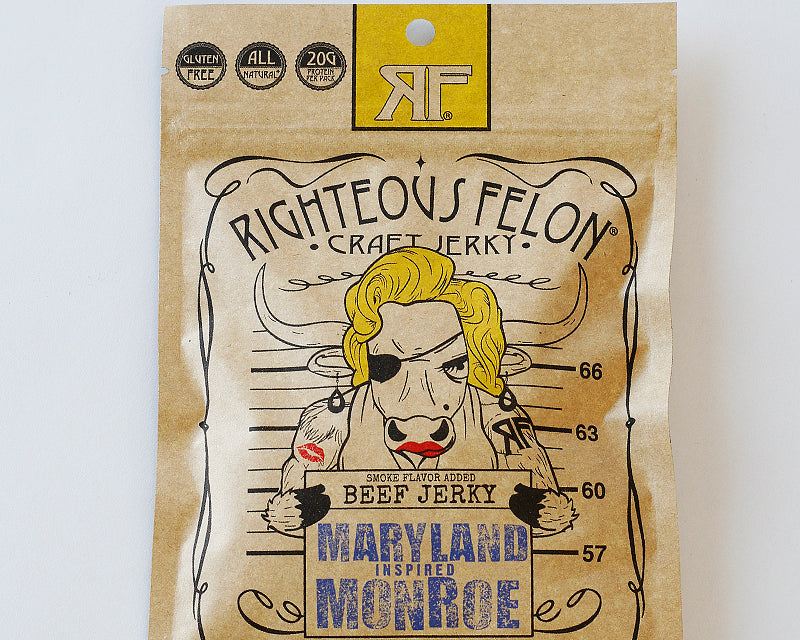 GLUTEN
FREE
ALL
NATURAL*
20G
PROTEIN
PER PACK
RF®
RIGHTEOUS FELON®
• CRAFT JERKY •
66
63
60
57
RF
SMOKE FLAVOR ADDED
BEEF JERKY
MARYLAND
INSPIRED
MONROE